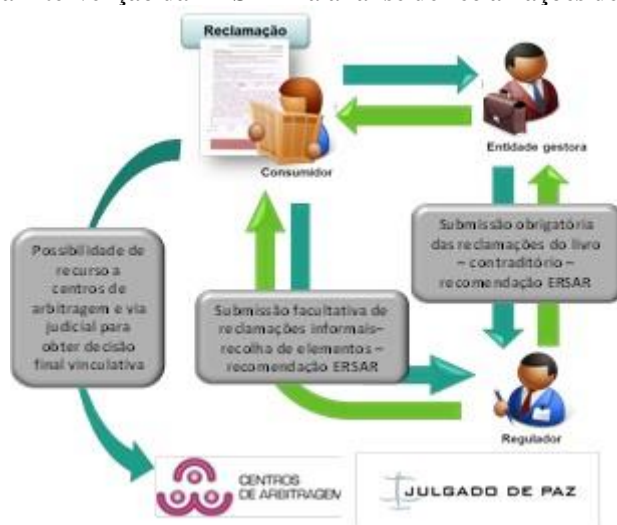 Reclamação
Consumidor
Entidade gestora
Possibilidade de
recurso a
centros de
arbitragem e via
judicial para
obter decisão
final vinculativa
Submissão facultativa de
reclamações informais–
recolha de elementos –
recomendação ERSAR
Submissão obrigatória
das reclamações do livro
– contraditório –
recomendação ERSAR
Regulador
CENTROS
DE ARBITRAGEM
JULGADO DE PAZ